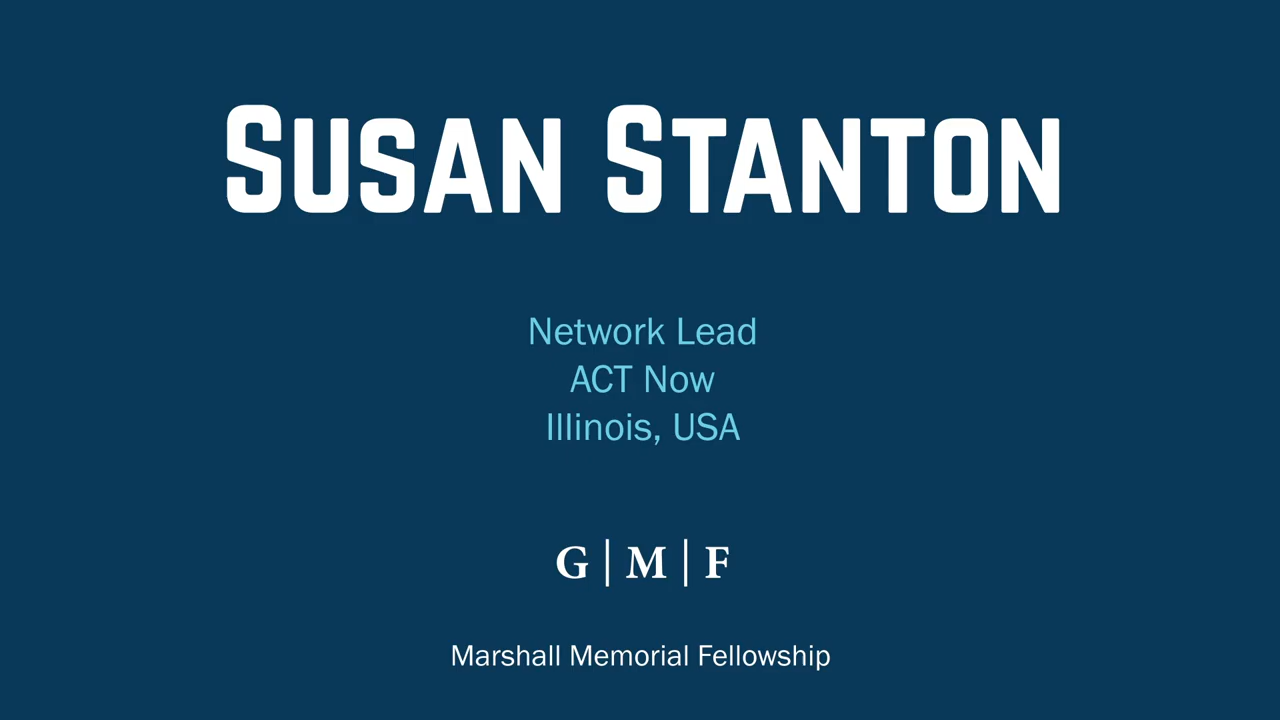 Susan Stanton
Network Lead
ACT Now
Illinois, USA
G | M | F
Marshall Memorial Fellowship